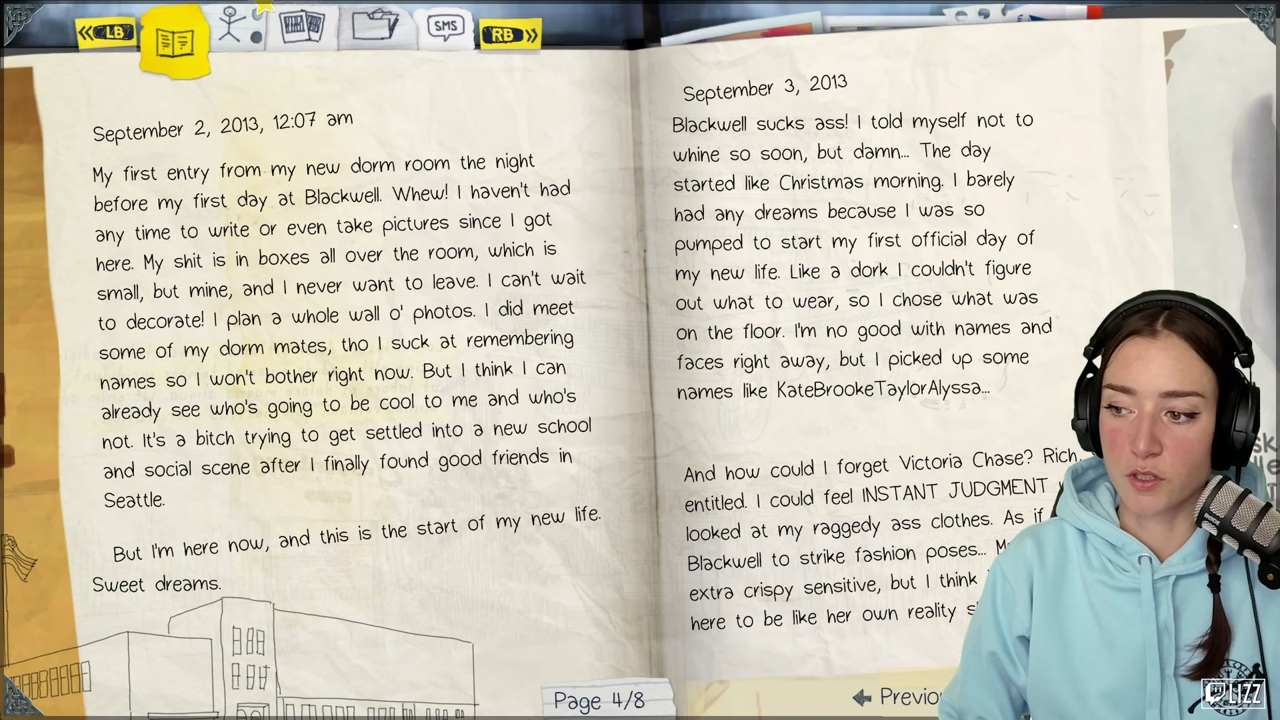 LB
SMS
RB
September 2, 2013, 12:07 am
My first entry from my new dorm room the night
before my first day at Blackwell. Whew! I haven't had
any time to write or even take pictures since I got
here. My shit is in boxes all over the room, which is
small, but mine, and I never want to leave. I can't wait
to decorate! I plan a whole wall o' photos. I did meet
some of my dorm mates, tho I suck at remembering
names so I won't bother right now. But I think I can
already see who's going to be cool to me and who's
not. It's a bitch trying to get settled into a new school
and social scene after I finally found good friends in
Seattle.
But I'm here now, and this is the start of my new life.
Sweet dreams.
September 3, 2013
Blackwell sucks ass! I told myself not to
whine so soon, but damn... The day
started like Christmas morning. I barely
had any dreams because I was so
pumped to start my first official day of
my new life. Like a dork I couldn't figure
out what to wear, so I chose what was
on the floor. I'm no good with names and
faces right away, but I picked up some
names like KateBrookeTaylorAlyssa...
And how could I forget Victoria Chase? Rich,
entitled. I could feel INSTANT JUDGMENT
looked at my raggedy ass clothes. As if
Blackwell to strike fashion poses...
extra crispy sensitive, but I think
here to be like her own reality
Page 4/8
LIZZ